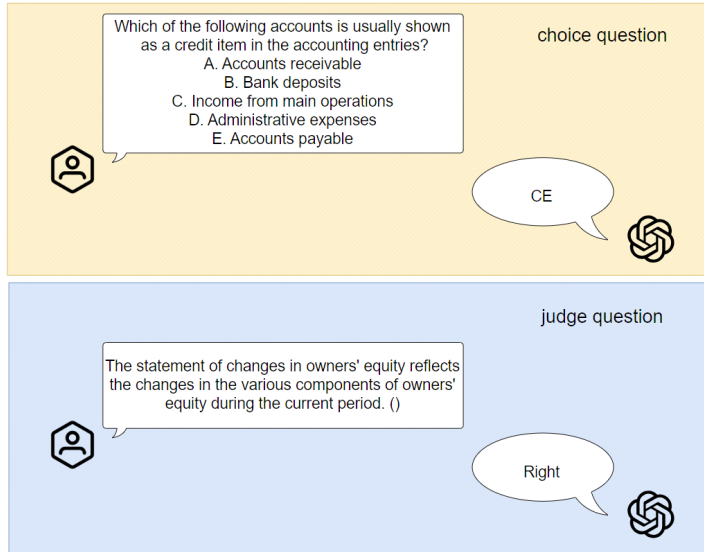 Which of the following accounts is usually shown
as a credit item in the accounting entries?
A. Accounts receivable
B. Bank deposits
C. Income from main operations
D. Administrative expenses
E. Accounts payable
choice question
CE
judge question
The statement of changes in owners' equity reflects
the changes in the various components of owners'
equity during the current period. ()
Right